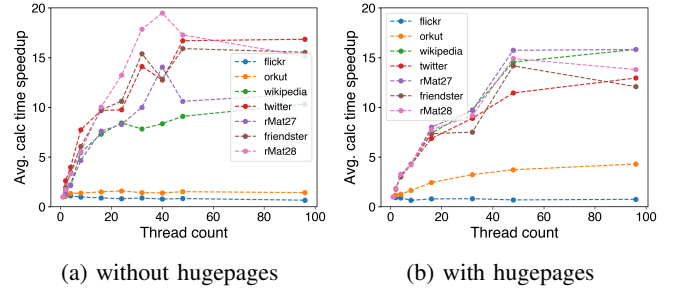 Avg. calc time speedup
20
15
10
5
0
0
20
40
60
80
100
Thread count
flickr
orkut
wikipedia
twitter
rMat27
friendster
rMat28
(a) without hugepages
Avg. calc time speedup
20
15
10
5
0
0
20
40
60
80
100
Thread count
flickr
orkut
wikipedia
twitter
rMat27
friendster
rMat28
(b) with hugepages